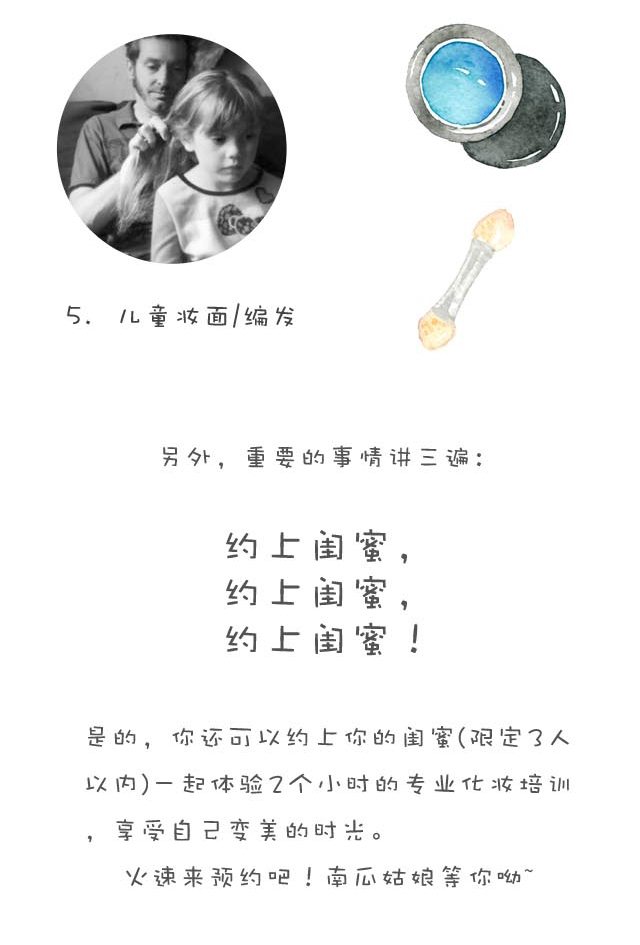 5. 儿童妆面/编发
另外，重要的事情讲三遍：
约上闺蜜，
约上闺蜜，
约上闺蜜！
是的，你还可以约上你的闺蜜(限定3人
以内)一起体验2个小时的专业化妆培训
，享受自己变美的时光。
火速来预约吧！南瓜姑娘等你呦~